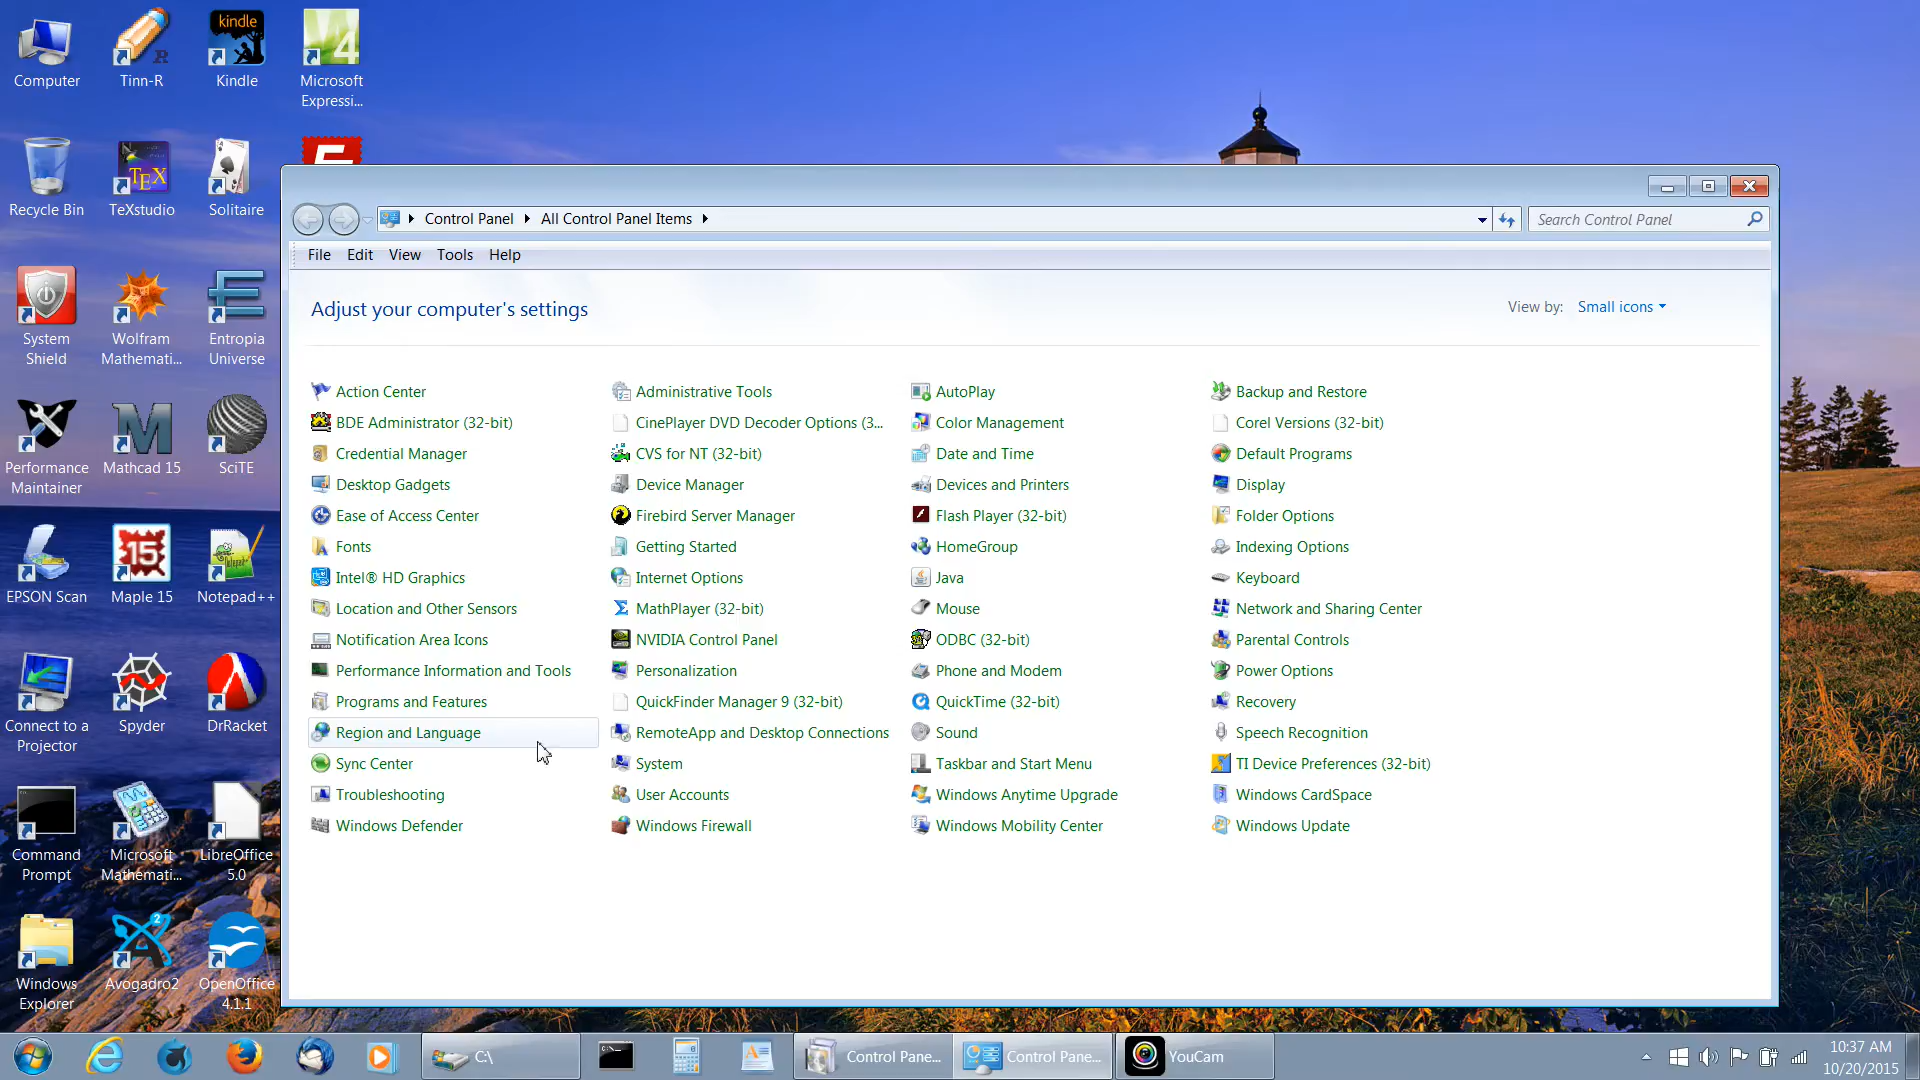 Computer
Tinn-R
R
kindle
Kindle
4
Microsoft
Expressi...
Recycle Bin
TEX
TeXstudio
Solitaire
System
Shield
Wolfram
Mathemati...
Entropia
Universe
Performance
Maintainer
M
Mathcad 15
SciTE
EPSON Scan
15
Maple 15
Notepad++
Connect to a
Projector
Spyder
DrRacket
Command
Prompt
Microsoft
Mathemati...
LibreOffice
5.0
Windows
Explorer
2
Avogadro2
OpenOffice
4.1.1
Control Panel
All Control Panel Items
Search Control Panel
File Edit View Tools Help
Adjust your computer's settings
View by: Small icons
Action Center
Administrative Tools
AutoPlay
Backup and Restore
BDE Administrator (32-bit)
CinePlayer DVD Decoder Options (3...
Color Management
Corel Versions (32-bit)
Credential Manager
CVS for NT (32-bit)
Date and Time
Default Programs
Desktop Gadgets
Device Manager
Devices and Printers
Display
Ease of Access Center
Firebird Server Manager
Flash Player (32-bit)
Folder Options
Fonts
Getting Started
HomeGroup
Indexing Options
Intel® HD Graphics
Internet Options
Java
Keyboard
Location and Other Sensors
MathPlayer (32-bit)
Mouse
Network and Sharing Center
Notification Area Icons
NVIDIA Control Panel
ODBC (32-bit)
Parental Controls
Performance Information and Tools
Personalization
Phone and Modem
Power Options
Programs and Features
QuickFinder Manager 9 (32-bit)
QuickTime (32-bit)
Recovery
Region and Language
RemoteApp and Desktop Connections
Sound
Speech Recognition
Sync Center
System
Taskbar and Start Menu
TI Device Preferences (32-bit)
Troubleshooting
User Accounts
Windows Anytime Upgrade
Windows CardSpace
Windows Defender
Windows Firewall
Windows Mobility Center
Windows Update
C:\
Control Pane...
Control Pane...
YouCam
10:37 AM
10/20/2015